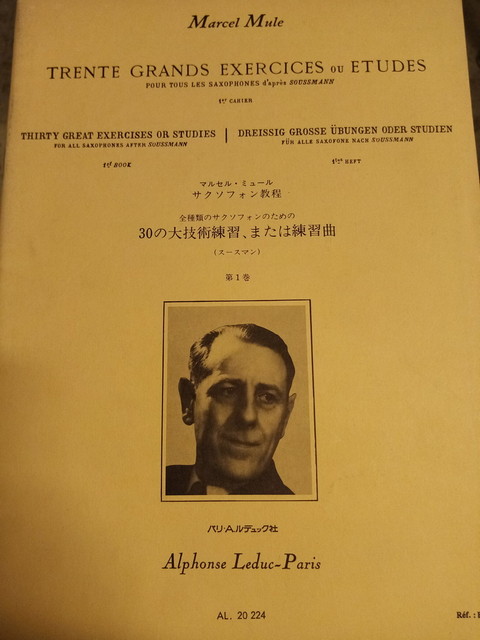 Marcel Mule
TRENTE GRANDS EXERCICES OU ETUDES
POUR TOUS LES SAXOPHONES d'après SOUSSMANN
1er CAHIER
THIRTY GREAT EXERCISES OR STUDIES
FOR ALL SAXOPHONES AFTER SOUSSMANN
1st BOOK
DREISSIG GROSSE ÜBUNGEN ODER STUDIEN
FÜR ALLE SAXOFONE NACH SOUSSMANN
1tes HEFT
マルセル・ミュール
サクソフォン教程
全種類のサクソフォンのための
30の大技術練習、または練習曲
(スースマン)
第1巻
パリ・A.ルデュック社
Alphonse Leduc-Paris
AL. 20 224
Réf.: